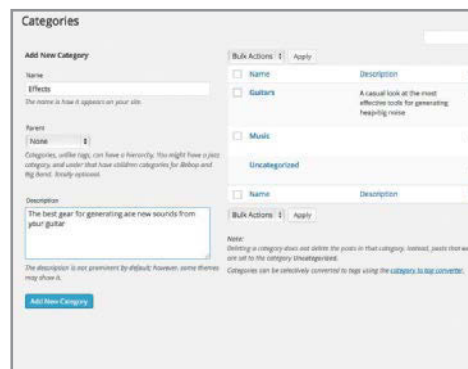 Categories
Add New Category
Name
Effects
The name is how it appears on your site.
Parent
None
Categories, unlike tags, can have a hierarchy. You might have a jazz
category, and under that have children categories for Bebop and
Big Band. Totally optional.
Description
The best gear for generating ace new sounds from
your guitar
The description is not prominent by default; however, some themes
may show it.
Add New Category
Bulk Actions
Apply
Name
Description
Guitars
A casual look at the most
effective tools for generating
heap-big noise
Music
Uncategorized
Name
Description
Bulk Actions
Apply
Note:
Deleting a category does not delete the posts in that category. Instead, posts that
are set to the category Uncategorized.
Categories can be selectively converted to tags using the category to tag converter.